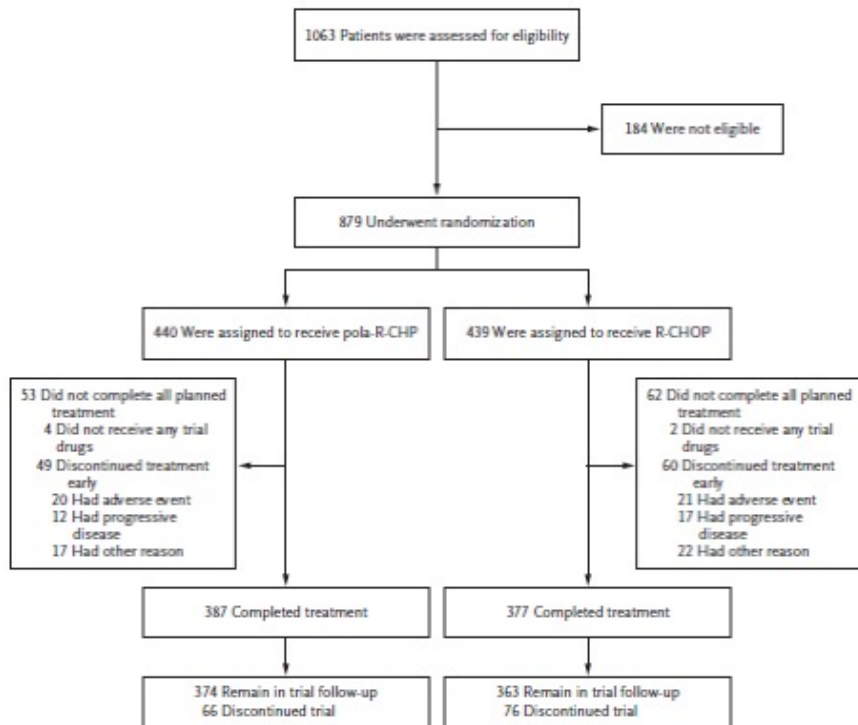 1063 Patients were assessed for eligibility
184 Were not eligible
879 Underwent randomization
440 Were assigned to receive pola-R-CHP
439 Were assigned to receive R-CHOP
53 Did not complete all planned
treatment
4 Did not receive any trial
drugs
49 Discontinued treatment
early
20 Had adverse event
12 Had progressive
disease
17 Had other reason
62 Did not complete all planned
treatment
2 Did not receive any trial
drugs
60 Discontinued treatment
early
21 Had adverse event
17 Had progressive
disease
22 Had other reason
387 Completed treatment
377 Completed treatment
374 Remain in trial follow-up
66 Discontinued trial
363 Remain in trial follow-up
76 Discontinued trial